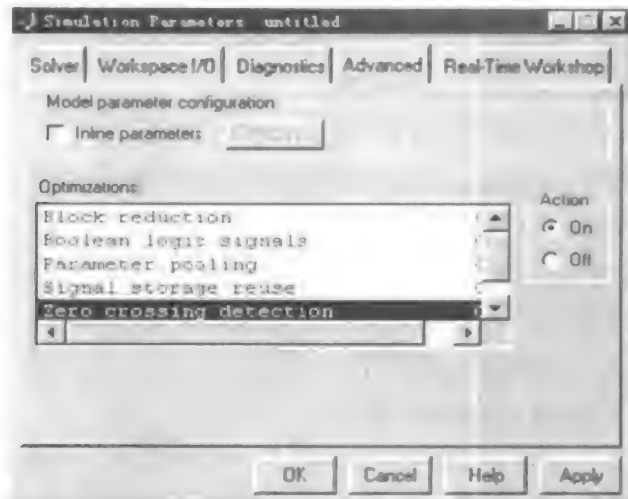 Simulation Parameters untitled
Solver Workspace I/O Diagnostics Advanced Real-Time Workshop
Model parameter configuration
Inline parameters
Optimizations:
Block reduction
Boolean logic signals
Parameter pooling
Signal storage reuse
Zero crossing detection
Action
On
Off
OK Cancel Help Apply